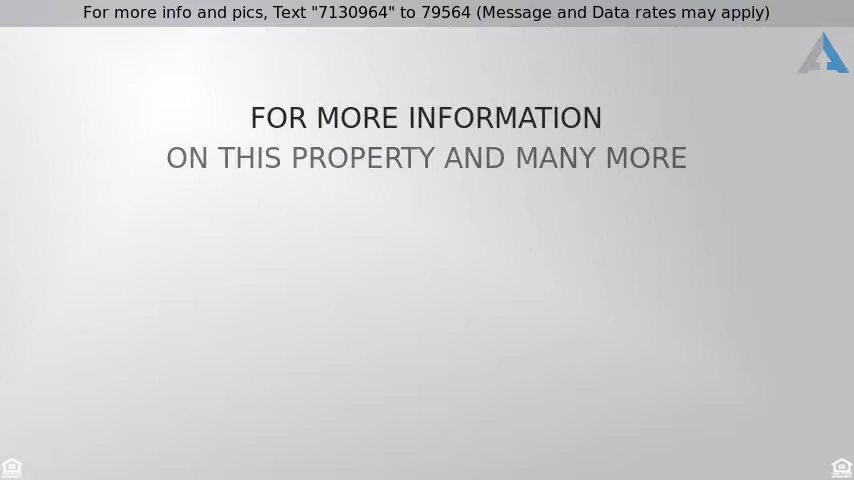 For more info and pics, Text "7130964" to 79564 (Message and Data rates may apply)
FOR MORE INFORMATION
ON THIS PROPERTY AND MANY MORE